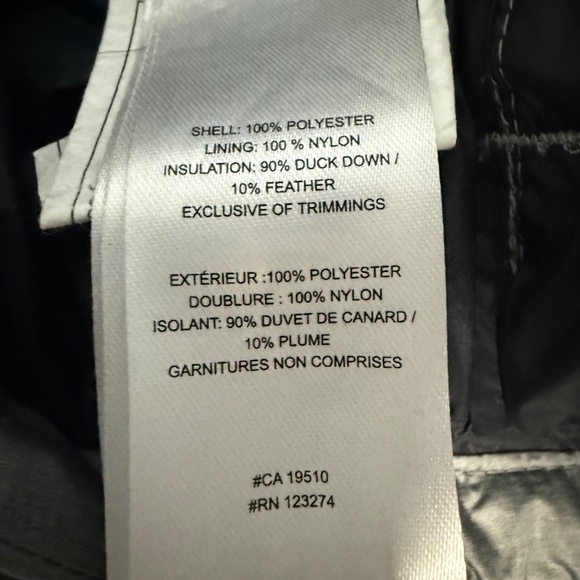 SHELL: 100% POLYESTER
LINING: 100 % NYLON
INSULATION: 90% DUCK DOWN /
10% FEATHER
EXCLUSIVE OF TRIMMINGS
EXTÉRIEUR :100% POLYESTER
DOUBLURE : 100% NYLON
ISOLANT: 90% DUVET DE CANARD /
10% PLUME
GARNITURES NON COMPRISES
#CA 19510
#RN 123274